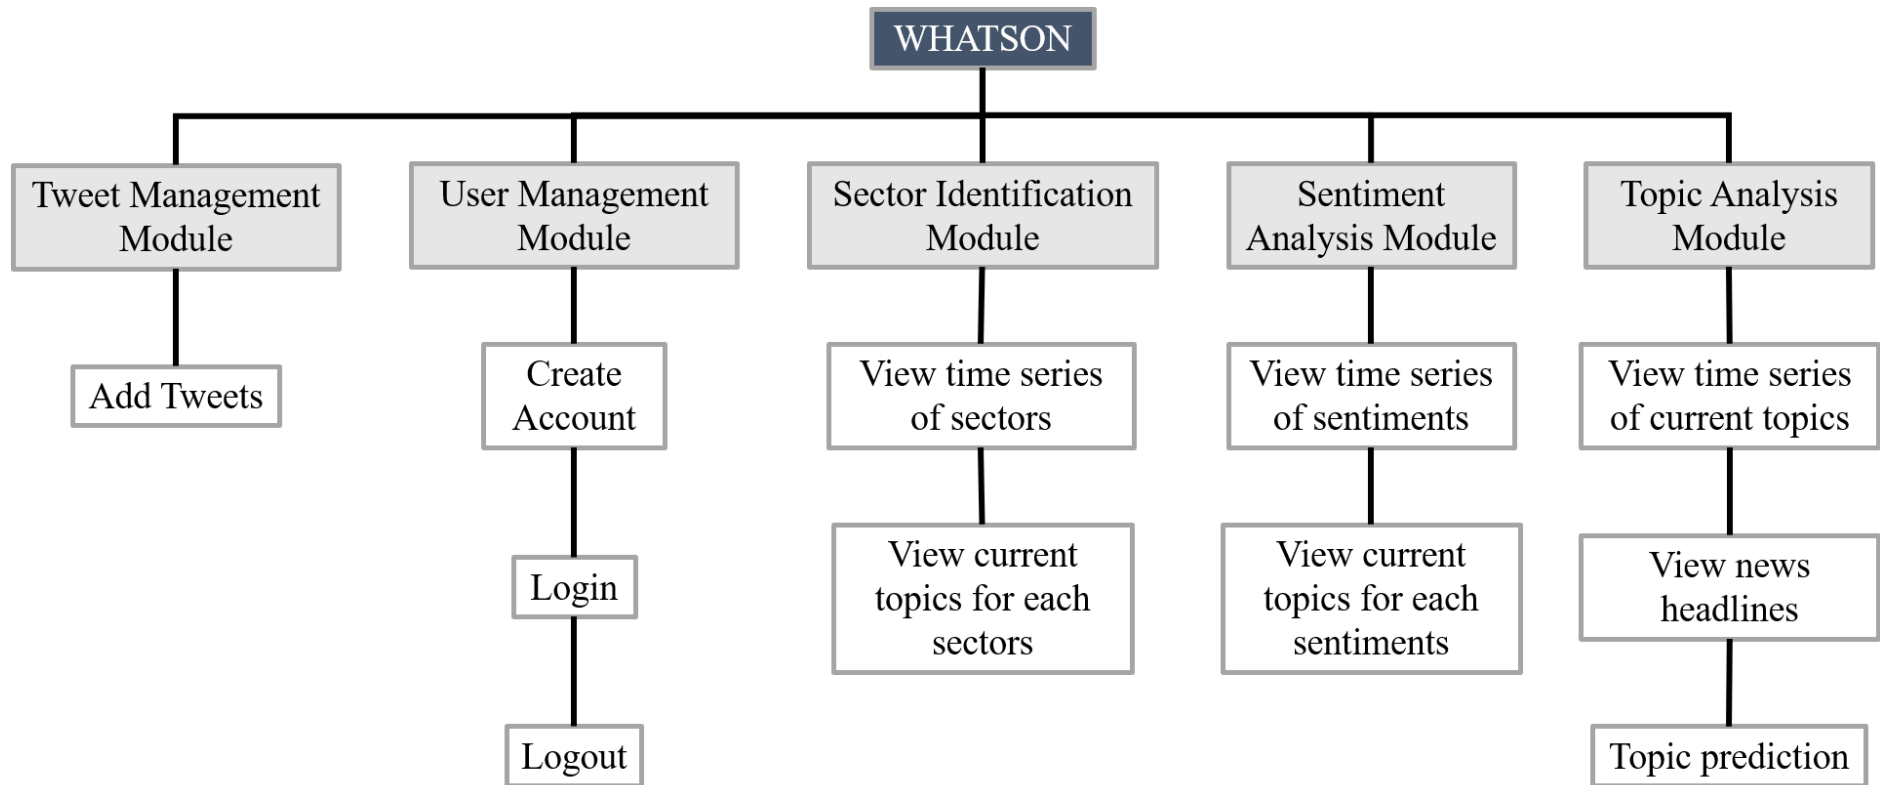 WHATSON
Tweet Management
Module
User Management
Module
Sector Identification
Module
Sentiment
Analysis Module
Topic Analysis
Module
Add Tweets
Create
Account
View time series
of sectors
View time series
of sentiments
View time series
of current topics
Login
View current
topics for each
sectors
View current
topics for each
sentiments
View news
headlines
Logout
Topic prediction